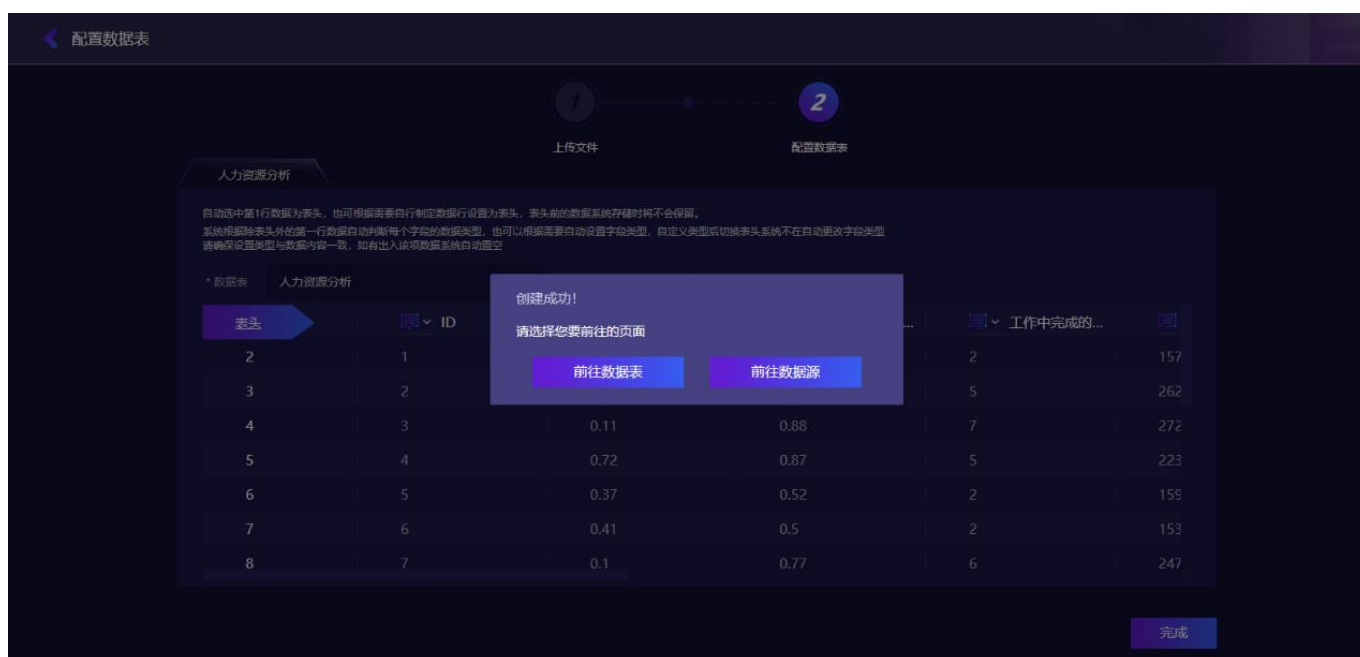 配置数据表
1
2
上传文件
配置数据表
人力资源分析
自动选中第1行数据为表头，也可根据需要自行制定数据行设置为表头，表头前的数据系统存储时将不会保留。
系统根据除表头外的第一行数据自动判断每个字段的数据类型，也可以根据需要自动设置字段类型，自定义类型后切换表头系统不在自动更改字段类型
请确保设置类型与数据内容一致，如有出入该项数据系统自动置空
* 数据表 人力资源分析
创建成功！
请选择您要前往的页面
前往数据表 前往数据源
表头 ID ... 工作中完成的...
2 1 2 157
3 2 5 262
4 3 0.11 0.88 7 272
5 4 0.72 0.87 5 223
6 5 0.37 0.52 2 159
7 6 0.41 0.5 2 153
8 7 0.1 0.77 6 247
完成